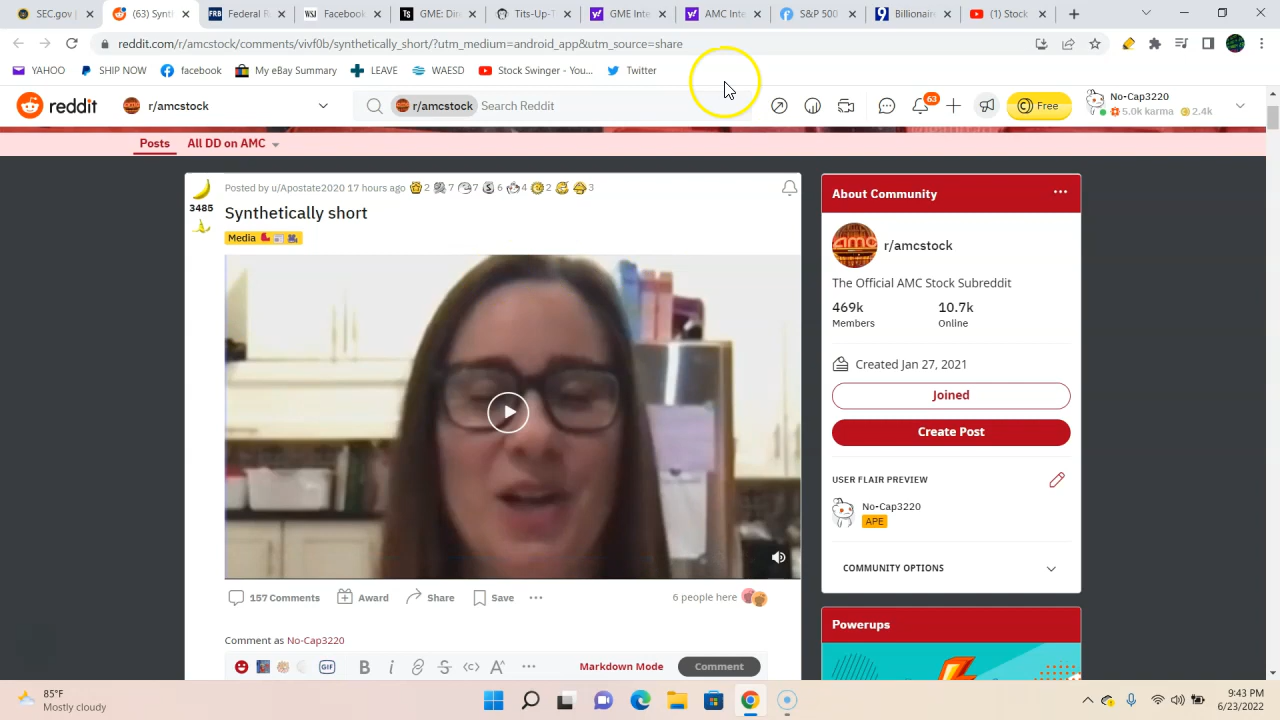 SEC.gov
Synt
Federal R
Facebook
GME: Dre
r/Tits-Up
GME
AMC Inte
S&P 500
Billionaire
(1) Stock
reddit.com/r/amcstock/comments/vivf0b/synthetically_short/?utm_medium=android_app&utm_source=share
YAHOO
SHIP NOW
facebook
My eBay Summary
LEAVE
WAESD
Stock Swinger - You...
Twitter
reddit
r/amcstock
r/amcstock
Search Reddit
63
Free
No-Cap3220
5.0k karma
2.4k
Posts
All DD on AMC
3485
Posted by u/Apostate2020 17 hours ago
2 7 7 6 4 2 3
Synthetically short
Media
157 Comments
Award
Share
Save
6 people here
Comment as No-Cap3220
GIF
B
i
Markdown Mode
Comment
About Community
r/amcstock
The Official AMC Stock Subreddit
469k
10.7k
Members
Online
Created Jan 27, 2021
Joined
Create Post
USER FLAIR PREVIEW
No-Cap3220
APE
COMMUNITY OPTIONS
Powerups
85°F
Mostly cloudy
9:43 PM
6/23/2022